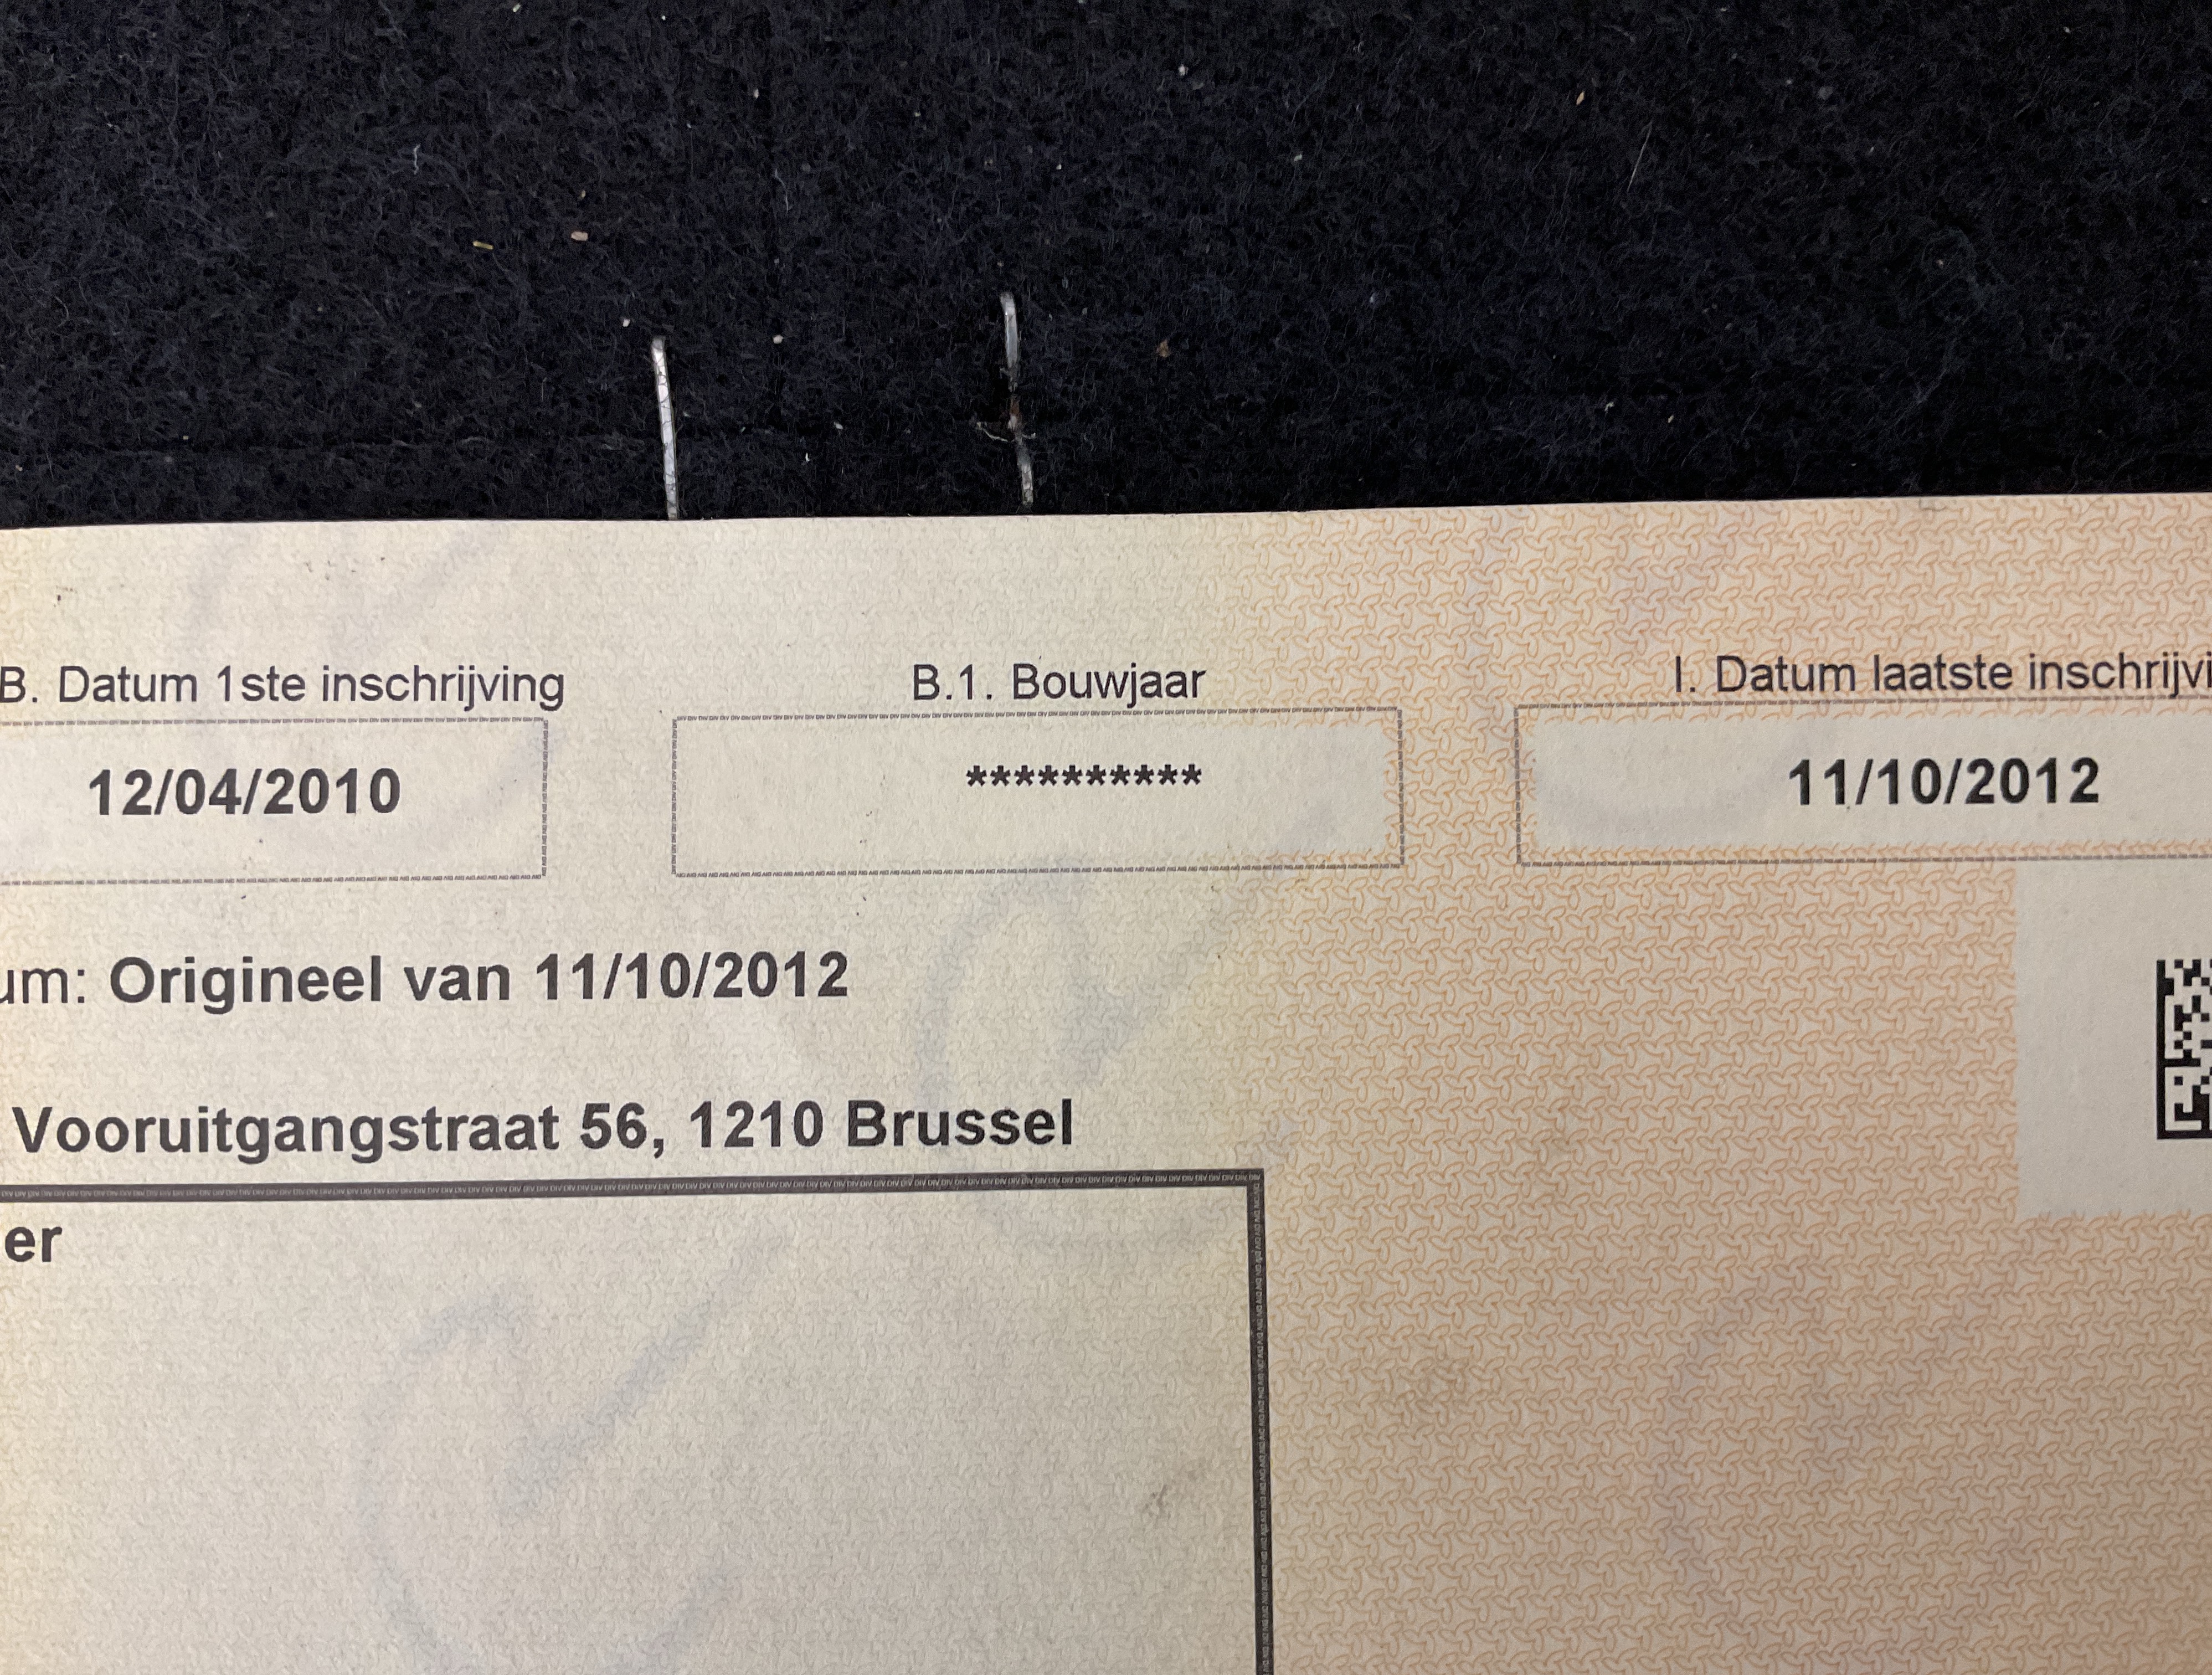 B. Datum 1ste inschrijving
B.1. Bouwjaar
I. Datum laatste inschrijvi
12/04/2010
**********
11/10/2012
um: Origineel van 11/10/2012
Vooruitgangstraat 56, 1210 Brussel
er